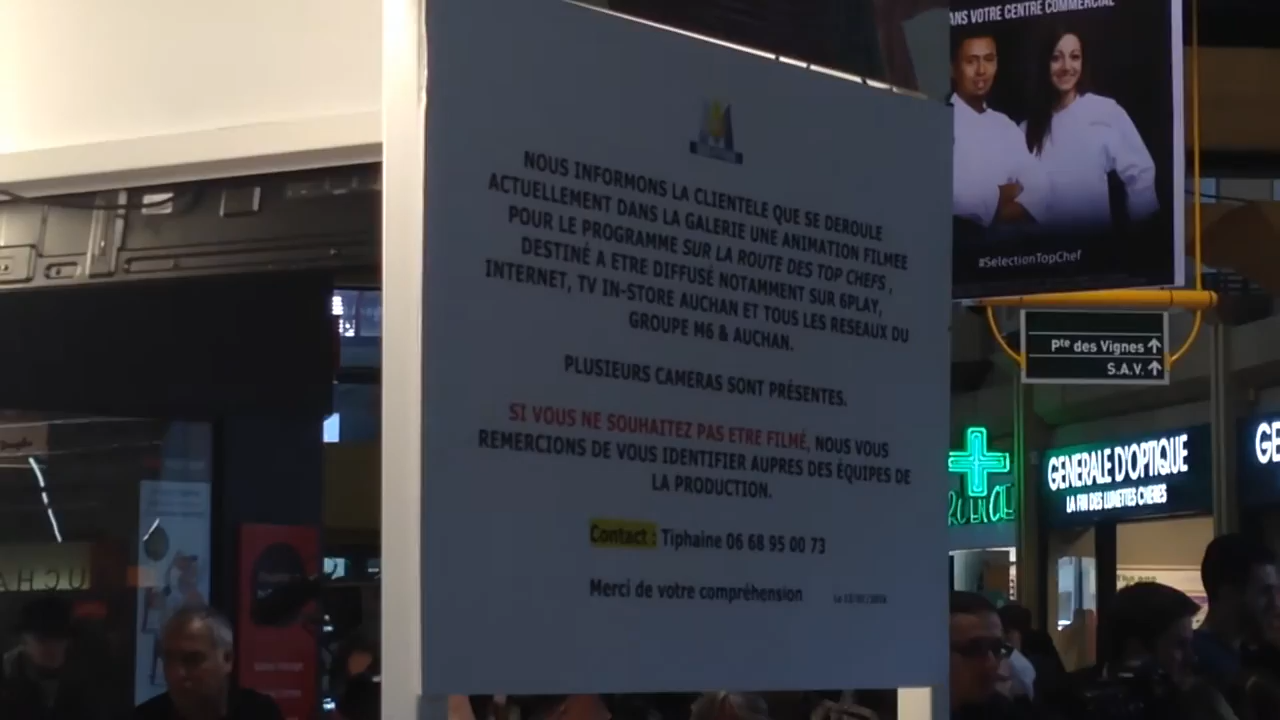 ANS VOTRE CENTRE COMMERCIAL
#SelectionTopChef
NOUS INFORMONS LA CLIENTELE QUE SE DEROULE
ACTUELLEMENT DANS LA GALERIE UNE ANIMATION FILMEE
POUR LE PROGRAMME SUR LA ROUTE DES TOP CHEFS,
DESTINÉ A ETRE DIFFUSÉ NOTAMMENT SUR 6PLAY,
INTERNET, TV IN-STORE AUCHAN ET TOUS LES RESEAUX DU
GROUPE M6 & AUCHAN.
PLUSIEURS CAMERAS SONT PRÉSENTES.
SI VOUS NE SOUHAITEZ PAS ETRE FILMÉ, NOUS VOUS
REMERCIONS DE VOUS IDENTIFIER AUPRES DES ÉQUIPES DE
LA PRODUCTION.
Contact : Tiphaine 06 68 95 00 73
Merci de votre compréhension
Pte des Vignes ↑
S.A.V. ↑
GENERALE D'OPTIQUE
LA FIN DES LUNETTES CHERES
GE